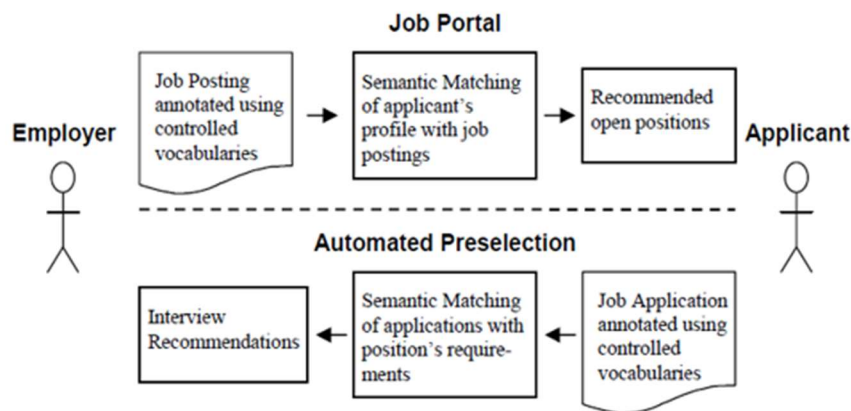 Job Portal
Employer
Job Posting
annotated using
controlled
vocabularies
Semantic Matching
of applicant's
profile with job
postings
Recommended
open positions
Applicant
Automated Preselection
Interview
Recommendations
Semantic Matching
of applications with
position's require-
ments
Job Application
annotated using
controlled
vocabularies